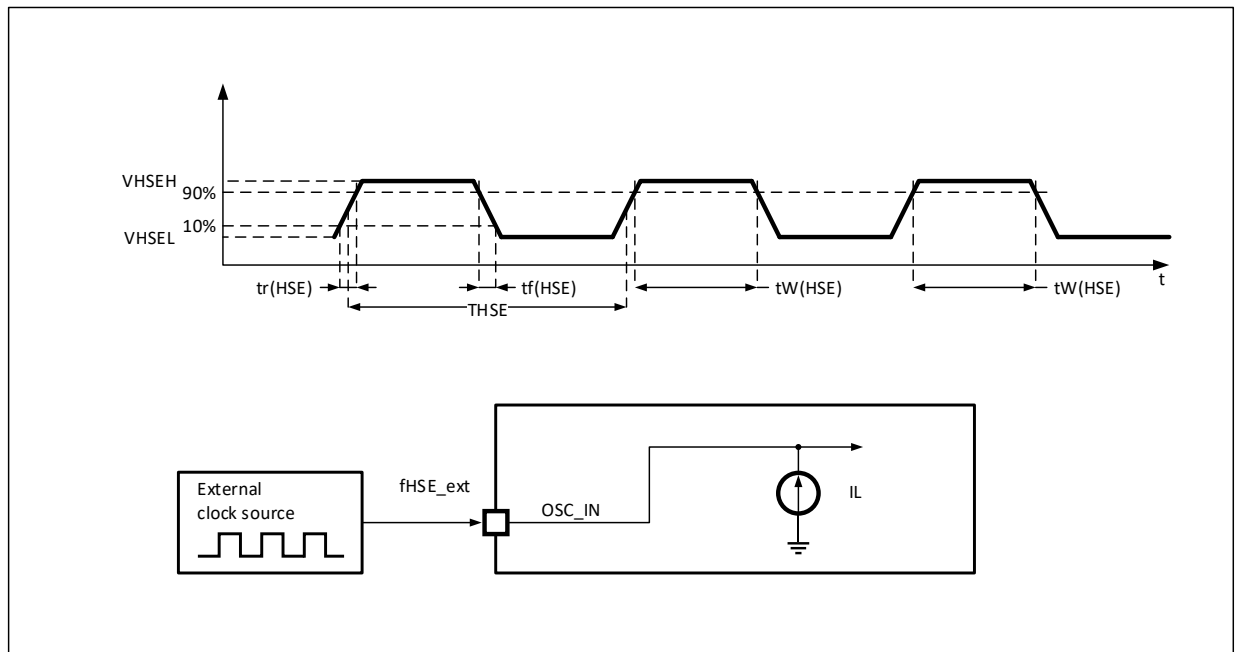 VHSEH
90%
10%
VHSEL
tr(HSE)
tf(HSE)
tW(HSE)
tW(HSE)
t
THSE
External
clock source
fHSE_ext
OSC_IN
IL